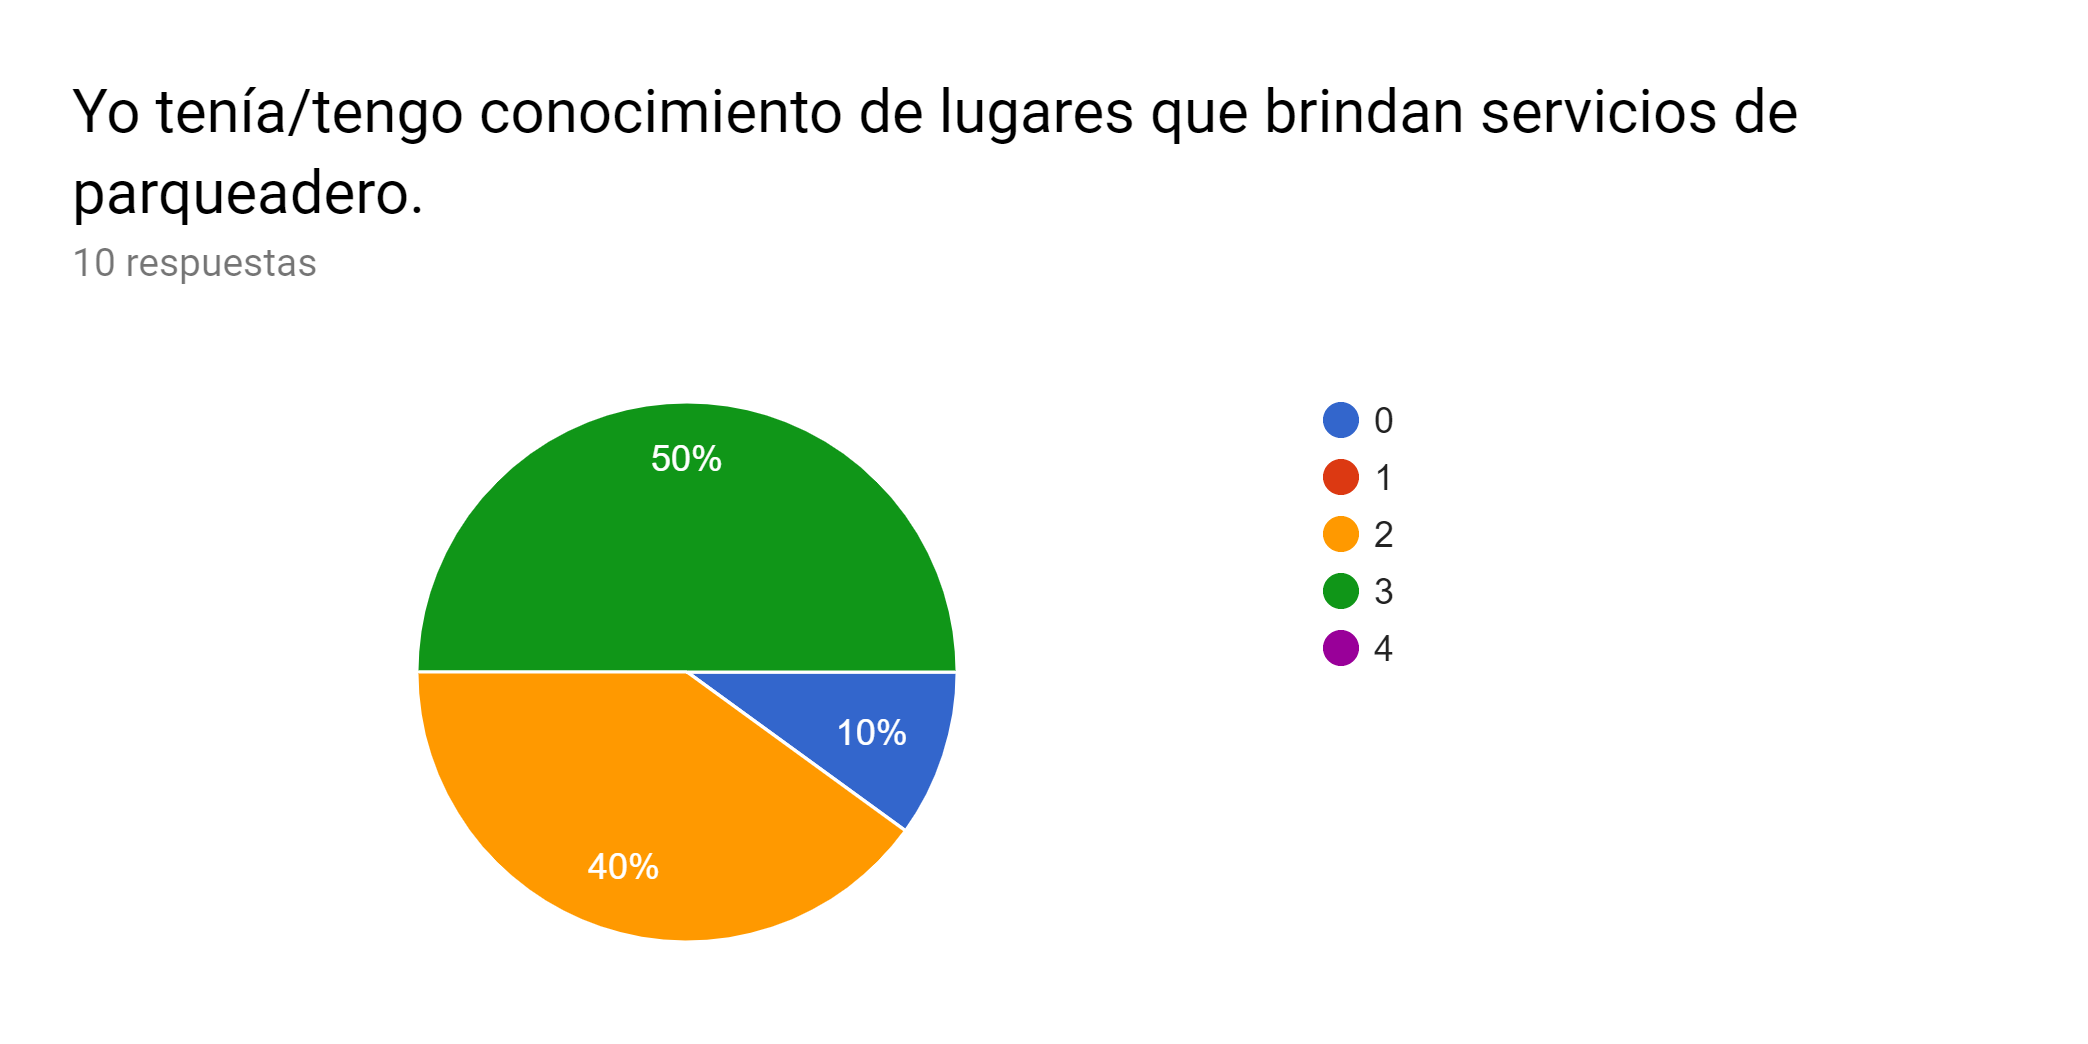 Yo tenía/tengo conocimiento de lugares que brindan servicios de
parqueadero.
10 respuestas
50%
10%
40%
0
1
2
3
4